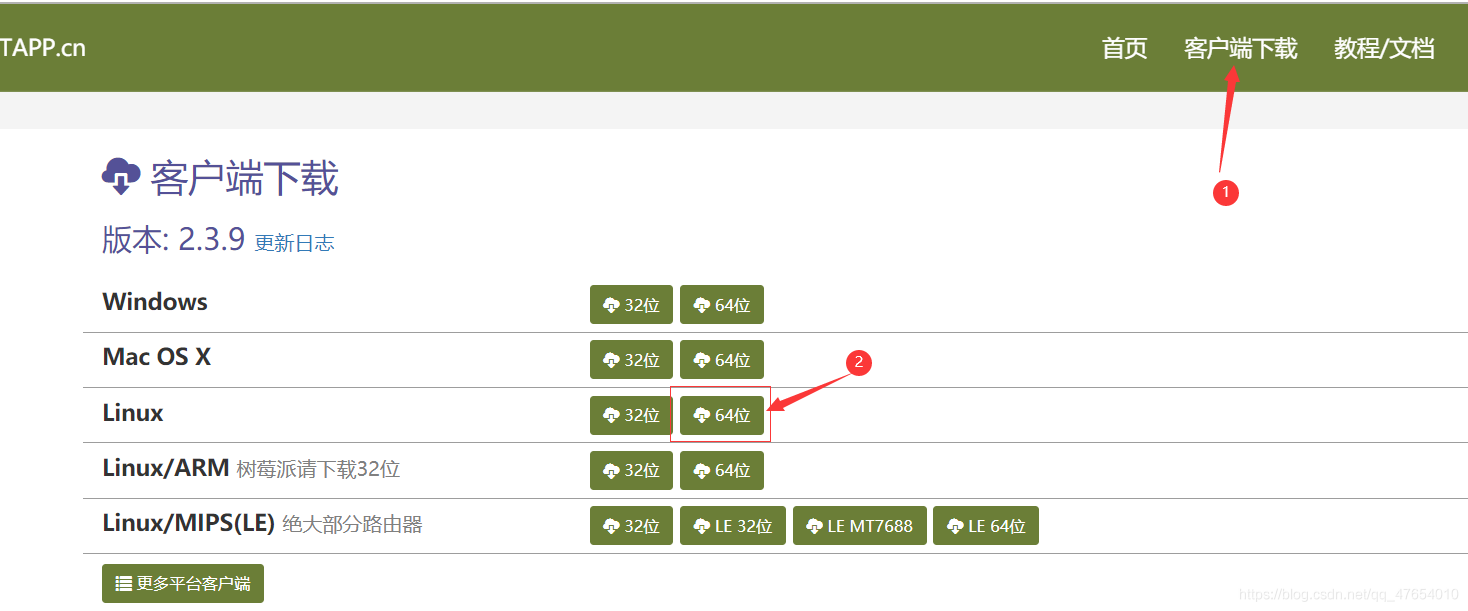 TAPP.cn 首页 客户端下载 教程/文档
1
客户端下载
版本: 2.3.9 更新日志
Windows 32位 64位
Mac OS X 32位 64位
2
Linux 32位 64位
Linux/ARM 树莓派请下载32位 32位 64位
Linux/MIPS(LE) 绝大部分路由器 32位 LE 32位 LE MT7688 LE 64位
更多平台客户端
https://blog.csdn.net/qq_47654010